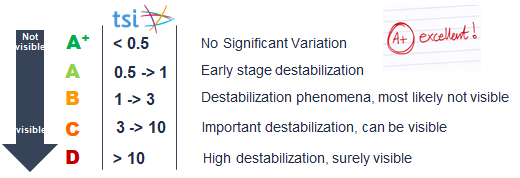 tsi
Not visible
A+ < 0.5 No Significant Variation
A 0.5 -> 1 Early stage destabilization
B 1 -> 3 Destabilization phenomena, most likely not visible
visible C 3 -> 10 Important destabilization, can be visible
D > 10 High destabilization, surely visible
A+ excellent!